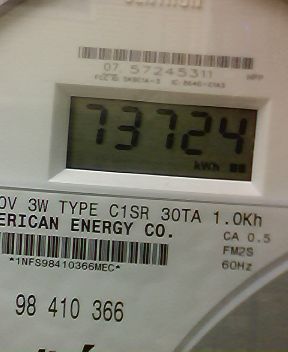 07 57245311
73724
kWh
0V 3W TYPE C1SR 30TA 1.0Kh
ERICAN ENERGY CO.
CA 0.5
FM2S
*1NFS98410366MEC*
60Hz
98 410 366